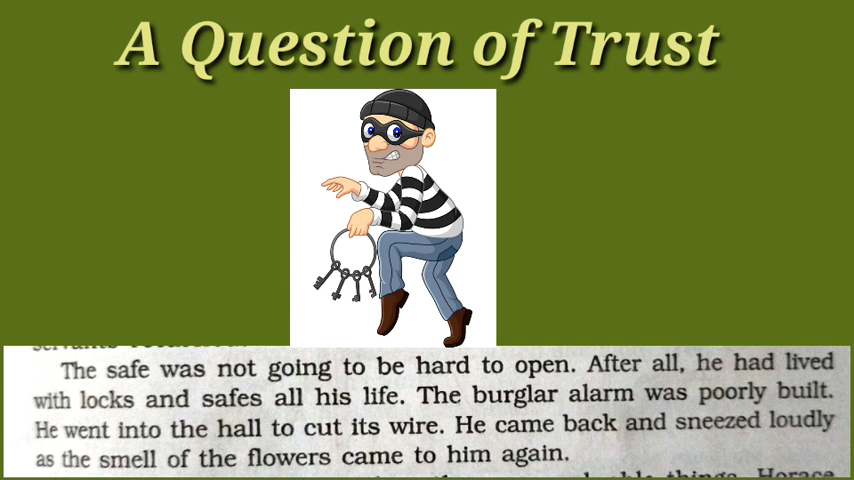 A Question of Trust
The safe was not going to be hard to open. After all, he had lived
with locks and safes all his life. The burglar alarm was poorly built.
He went into the hall to cut its wire. He came back and sneezed loudly
as the smell of the flowers came to him again.
things. Horace